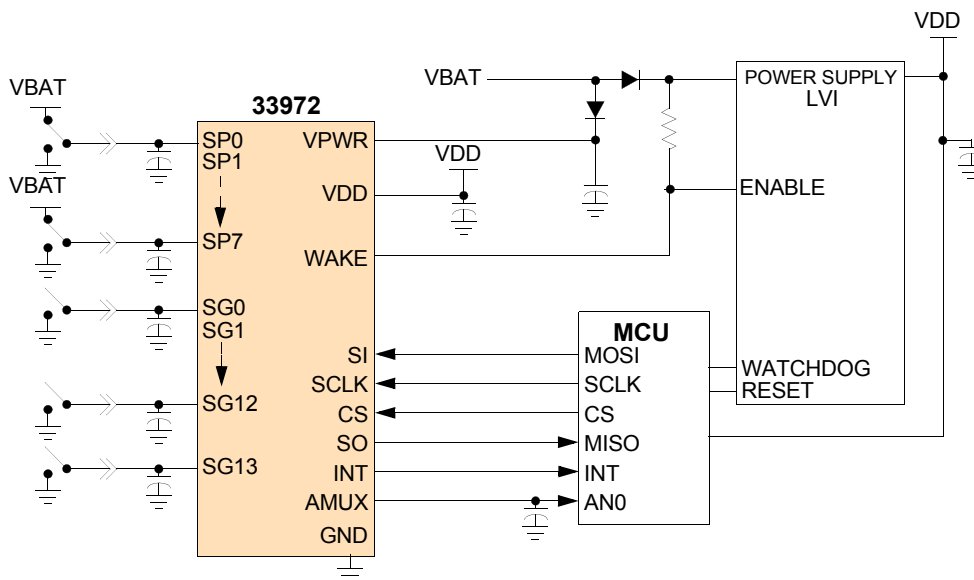 VDD
VBAT
VBAT
POWER SUPPLY
LVI
33972
SP0
SP1
VPWR
VDD
VDD
VBAT
ENABLE
SP7
WAKE
SG0
SG1
MCU
SI
MOSI
SCLK
SCLK
WATCHDOG
RESET
SG12
CS
CS
SO
MISO
SG13
INT
INT
AMUX
AN0
GND